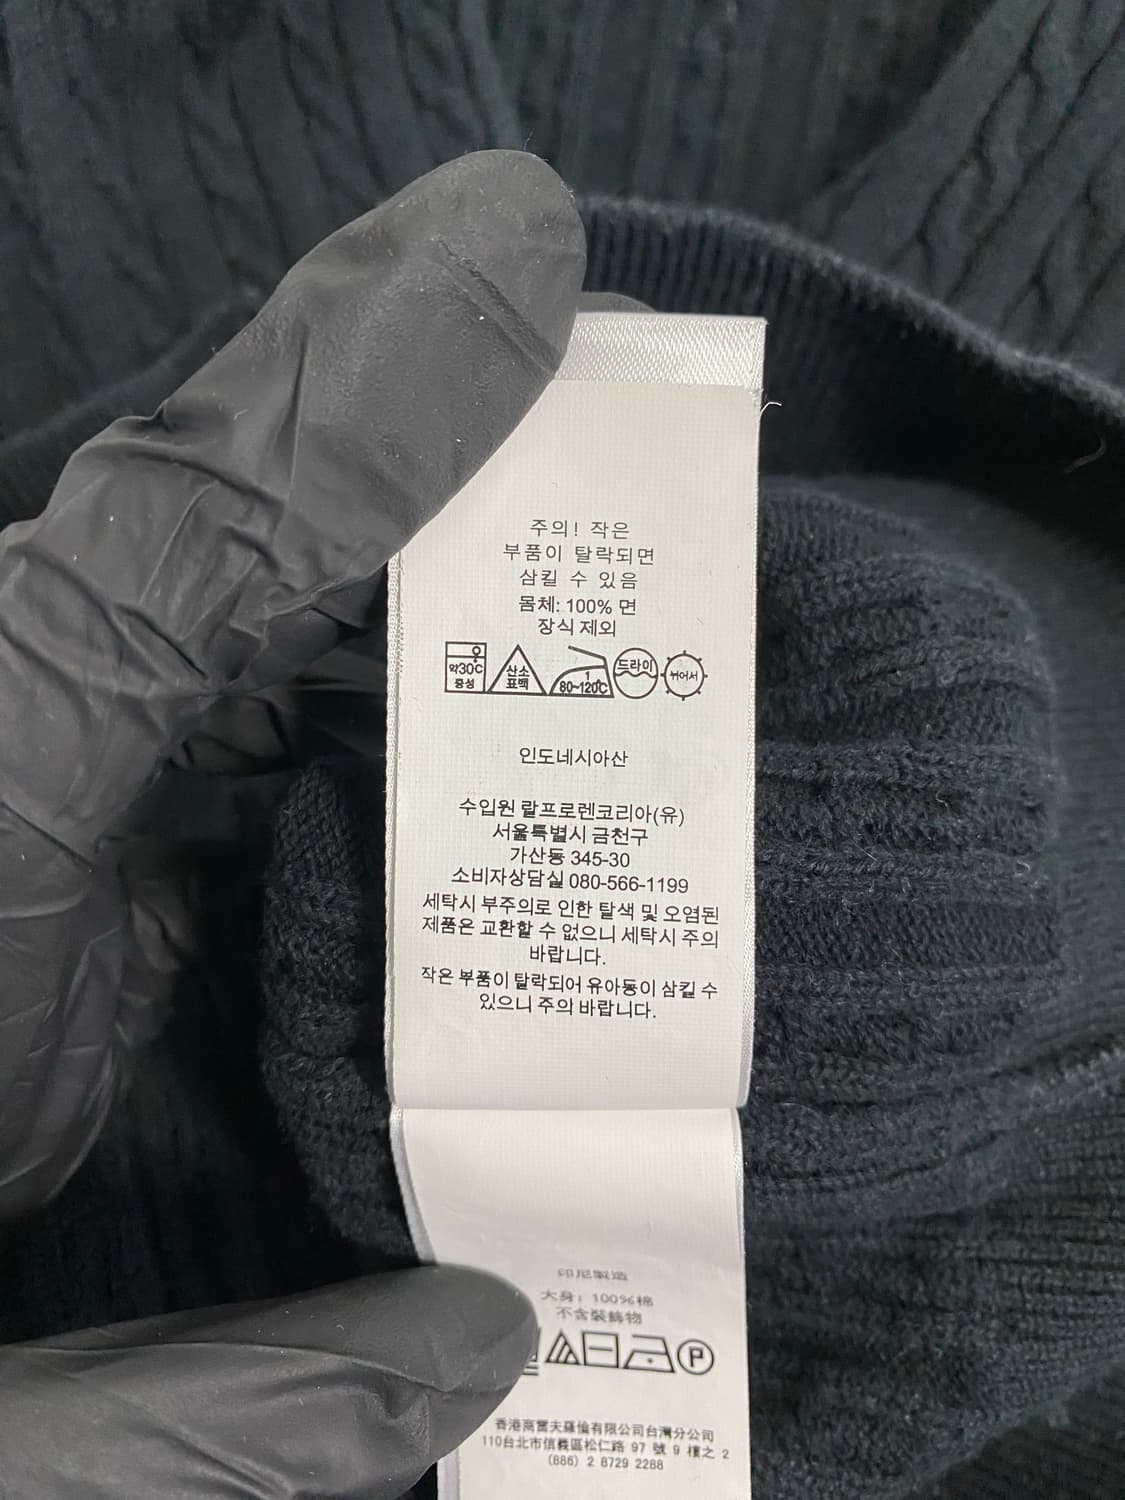 주의! 작은
부품이 탈락되면
삼킬 수 있음
몸체: 100% 면
장식 제외
약30℃
중성
산소
표백
1
80~120℃
드라이
뉘어서
인도네시아산
수입원 랄프로렌코리아(유)
서울특별시 금천구
가산동 345-30
소비자상담실 080-566-1199
세탁시 부주의로 인한 탈색 및 오염된
제품은 교환할 수 없으니 세탁시 주의
바랍니다.
작은 부품이 탈락되어 유아동이 삼킬 수
있으니 주의 바랍니다.
印尼製造
大身: 100%棉
不含裝飾物
P
香港商雷夫羅倫有限公司台灣分公司
110台北市信義區松仁路 97 號 9 樓之 2
(886) 2 8729 2288